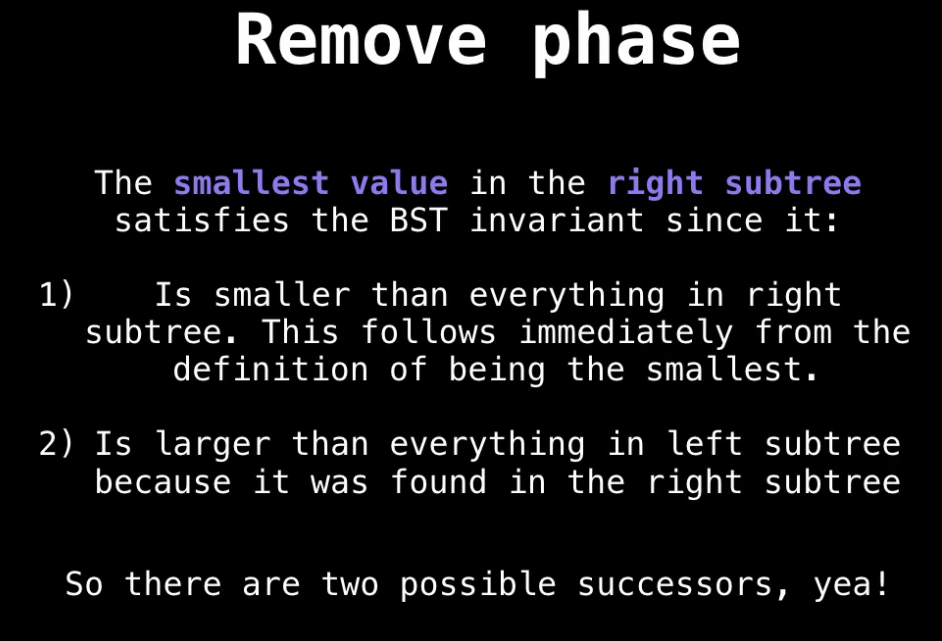 Remove phase
The smallest value in the right subtree
satisfies the BST invariant since it:
1) Is smaller than everything in right
subtree. This follows immediately from the
definition of being the smallest.
2) Is larger than everything in left subtree
because it was found in the right subtree
So there are two possible successors, yea!